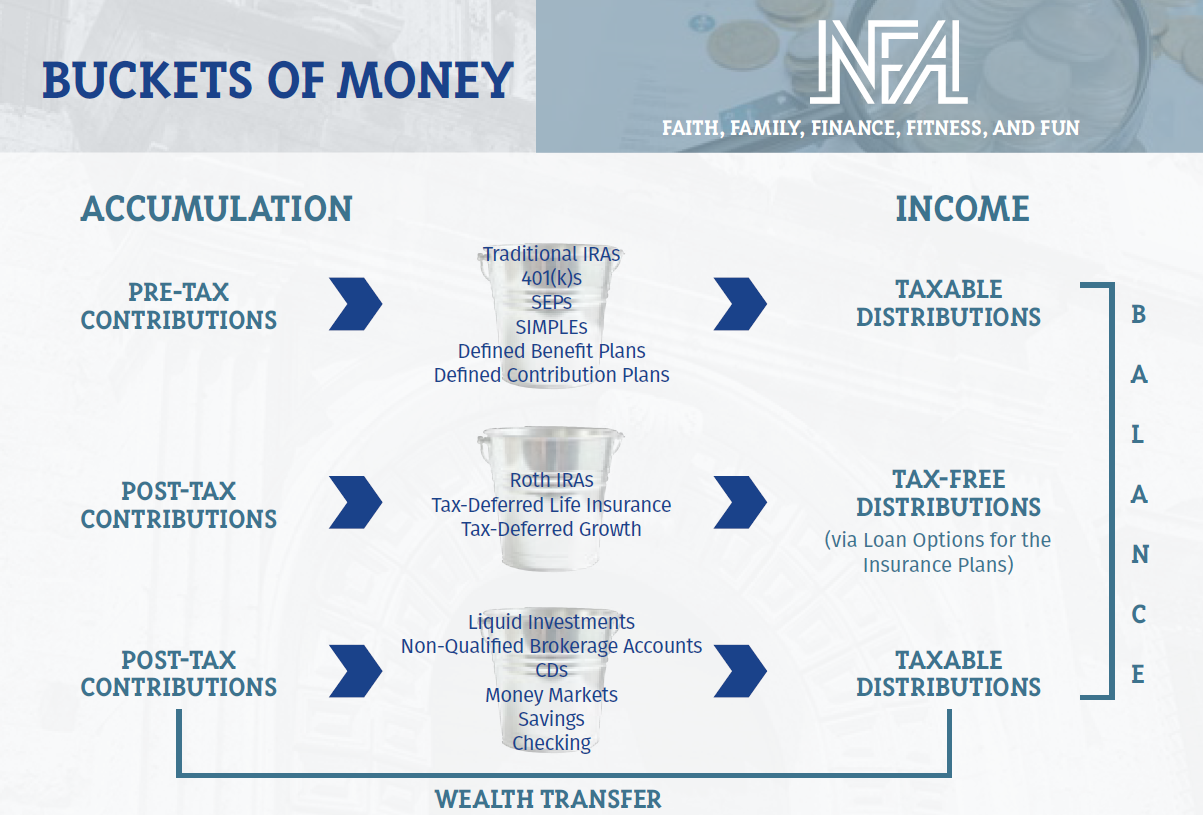 BUCKETS OF MONEY
NFA
FAITH, FAMILY, FINANCE, FITNESS, AND FUN
ACCUMULATION
INCOME
PRE-TAX
CONTRIBUTIONS
Traditional IRAs
401(k)s
SEPs
SIMPLEs
Defined Benefit Plans
Defined Contribution Plans
TAXABLE
DISTRIBUTIONS
POST-TAX
CONTRIBUTIONS
Roth IRAs
Tax-Deferred Life Insurance
Tax-Deferred Growth
TAX-FREE
DISTRIBUTIONS
(via Loan Options for the
Insurance Plans)
POST-TAX
CONTRIBUTIONS
Liquid Investments
Non-Qualified Brokerage Accounts
CDs
Money Markets
Savings
Checking
TAXABLE
DISTRIBUTIONS
BALANCE
WEALTH TRANSFER